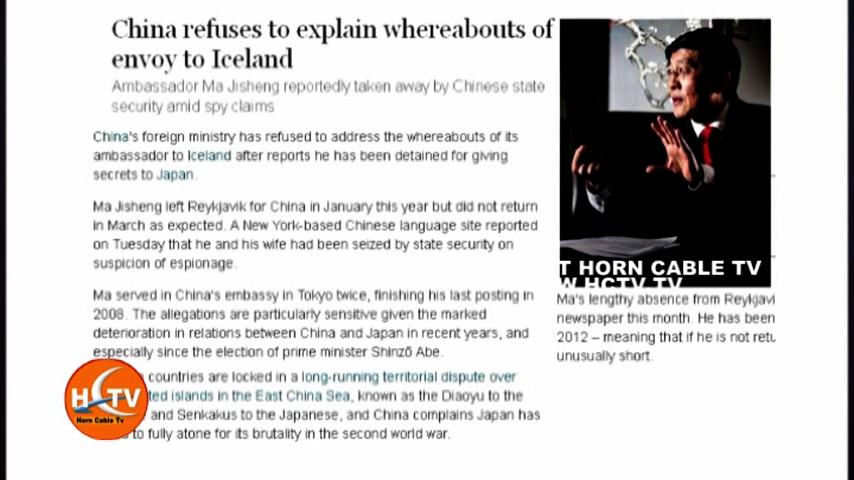 China refuses to explain whereabouts of
envoy to Iceland
Ambassador Ma Jisheng reportedly taken away by Chinese state
security amid spy claims
China's foreign ministry has refused to address the whereabouts of its
ambassador to Iceland after reports he has been detained for giving
secrets to Japan.
Ma Jisheng left Reykjavik for China in January this year but did not return
in March as expected. A New York-based Chinese language site reported
on Tuesday that he and his wife had been seized by state security on
suspicion of espionage.
Ma served in China's embassy in Tokyo twice, finishing his last posting in
2008. The allegations are particularly sensitive given the marked
deterioration in relations between China and Japan in recent years, and
especially since the election of prime minister Shinzō Abe.
countries are locked in a long-running territorial dispute over
ted islands in the East China Sea, known as the Diaoyu to the
and Senkakus to the Japanese, and China complains Japan has
to fully atone for its brutality in the second world war.
T HORN CABLE TV
W HCTV TV
Ma's lengthy absence from Reykjavi
newspaper this month. He has been
2012 – meaning that if he is not retu
unusually short.
HCTV
Horn Cable Tv